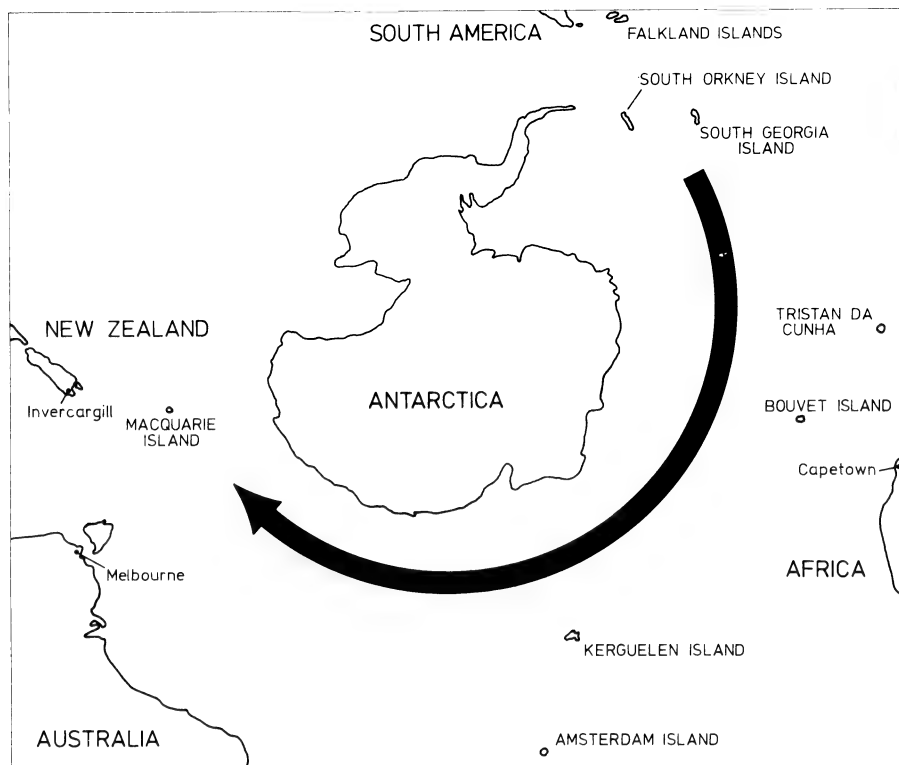 SOUTH AMERICA
FALKLAND ISLANDS
SOUTH ORKNEY ISLAND
SOUTH GEORGIA
ISLAND
NEW ZEALAND
TRISTAN DA
CUNHA
ANTARCTICA
Invercargill
MACQUARIE
ISLAND
BOUVET ISLAND
Capetown
Melbourne
AFRICA
KERGUELEN ISLAND
AUSTRALIA
AMSTERDAM ISLAND